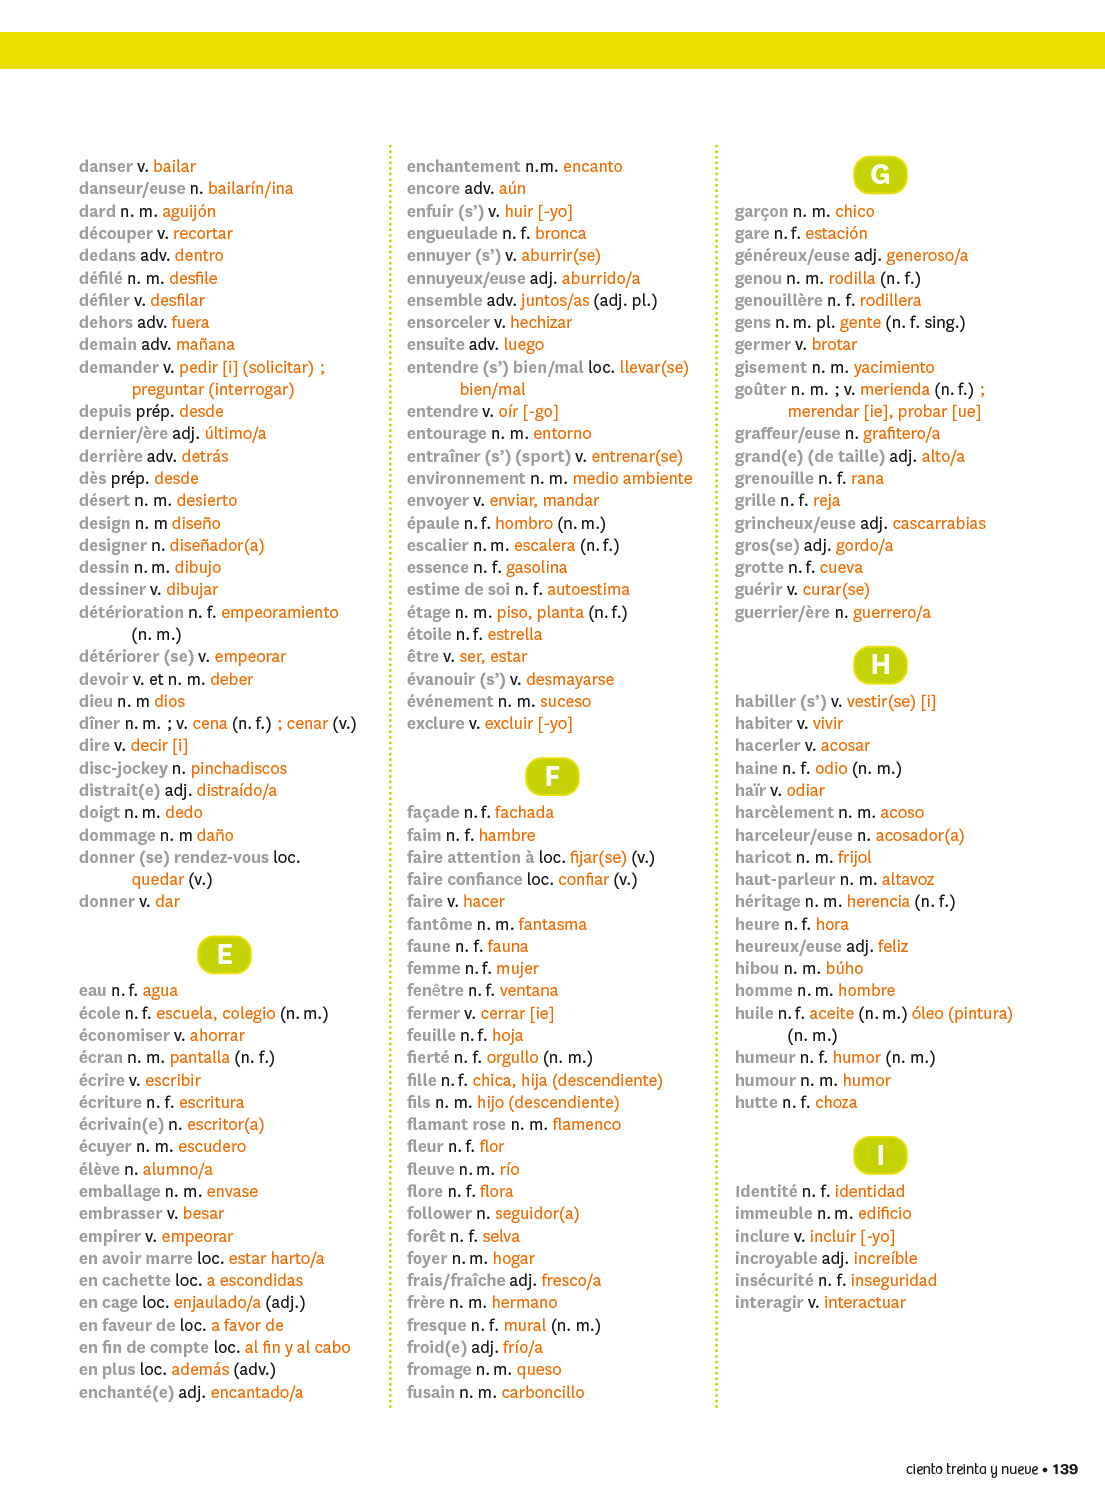 danser v. bailar
danseur/euse n. bailarín/ina
dard n. m. aguijón
découper v. recortar
dedans adv. dentro
défilé n. m. desfile
défiler v. desfilar
dehors adv. fuera
demain adv. mañana
demander v. pedir [i] (solicitar) ;
preguntar (interrogar)
depuis prép. desde
dernier/ère adj. último/a
derrière adv. detrás
dès prép. desde
désert n. m. desierto
design n. m diseño
designer n. diseñador(a)
dessin n. m. dibujo
dessiner v. dibujar
détérioration n. f. empeoramiento
(n. m.)
détériorer (se) v. empeorar
devoir v. et n. m. deber
dieu n. m dios
dîner n. m. ; v. cena (n. f.) ; cenar (v.)
dire v. decir [i]
disc-jockey n. pinchadiscos
distrait(e) adj. distraído/a
doigt n. m. dedo
dommage n. m daño
donner (se) rendez-vous loc.
quedar (v.)
donner v. dar
E
eau n. f. agua
école n. f. escuela, colegio (n. m.)
économiser v. ahorrar
écran n. m. pantalla (n. f.)
écrire v. escribir
écriture n. f. escritura
écrivain(e) n. escritor(a)
écuyer n. m. escudero
élève n. alumno/a
emballage n. m. envase
embrasser v. besar
empirer v. empeorar
en avoir marre loc. estar harto/a
en cachette loc. a escondidas
en cage loc. enjaulado/a (adj.)
en faveur de loc. a favor de
en fin de compte loc. al fin y al cabo
en plus loc. además (adv.)
enchanté(e) adj. encantado/a
enchantement n.m. encanto
encore adv. aún
enfuir (s') v. huir [-yo]
engueulade n. f. bronca
ennuyer (s') v. aburrir(se)
ennuyeux/euse adj. aburrido/a
ensemble adv. juntos/as (adj. pl.)
ensorceler v. hechizar
ensuite adv. luego
entendre (s') bien/mal loc. llevar(se)
bien/mal
entendre v. oír [-go]
entourage n. m. entorno
entraîner (s') (sport) v. entrenar(se)
environnement n. m. medio ambiente
envoyer v. enviar, mandar
épaule n. f. hombro (n. m.)
escalier n. m. escalera (n. f.)
essence n. f. gasolina
estime de soi n. f. autoestima
étage n. m. piso, planta (n. f.)
étoile n. f. estrella
être v. ser, estar
évanouir (s') v. desmayarse
événement n. m. suceso
exclure v. excluir [-yo]
F
façade n. f. fachada
faim n. f. hambre
faire attention à loc. fijar(se) (v.)
faire confiance loc. confiar (v.)
faire v. hacer
fantôme n. m. fantasma
faune n. f. fauna
femme n. f. mujer
fenêtre n. f. ventana
fermer v. cerrar [ie]
feuille n. f. hoja
fierté n. f. orgullo (n. m.)
fille n. f. chica, hija (descendiente)
fils n. m. hijo (descendiente)
flamant rose n. m. flamenco
fleur n. f. flor
fleuve n. m. río
flore n. f. flora
follower n. seguidor(a)
forêt n. f. selva
foyer n. m. hogar
frais/fraîche adj. fresco/a
frère n. m. hermano
fresque n. f. mural (n. m.)
froid(e) adj. frío/a
fromage n. m. queso
fusain n. m. carboncillo
G
garçon n. m. chico
gare n. f. estación
généreux/euse adj. generoso/a
genou n. m. rodilla (n. f.)
genouillère n. f. rodillera
gens n. m. pl. gente (n. f. sing.)
germer v. brotar
gisement n. m. yacimiento
goûter n. m. ; v. merienda (n. f.) ;
merendar [ie], probar [ue]
graffeur/euse n. grafitero/a
grand(e) (de taille) adj. alto/a
grenouille n. f. rana
grille n. f. reja
grincheux/euse adj. cascarrabias
gros(se) adj. gordo/a
grotte n. f. cueva
guérir v. curar(se)
guerrier/ère n. guerrero/a
H
habiller (s') v. vestir(se) [i]
habiter v. vivir
hacerler v. acosar
haine n. f. odio (n. m.)
haïr v. odiar
harcèlement n. m. acoso
harceleur/euse n. acosador(a)
haricot n. m. frijol
haut-parleur n. m. altavoz
héritage n. m. herencia (n. f.)
heure n. f. hora
heureux/euse adj. feliz
hibou n. m. búho
homme n. m. hombre
huile n. f. aceite (n. m.) óleo (pintura)
(n. m.)
humeur n. f. humor (n. m.)
humour n. m. humor
hutte n. f. choza
I
Identité n. f. identidad
immeuble n. m. edificio
inclure v. incluir [-yo]
incroyable adj. increíble
insécurité n. f. inseguridad
interagir v. interactuar
ciento treinta y nueve • 139